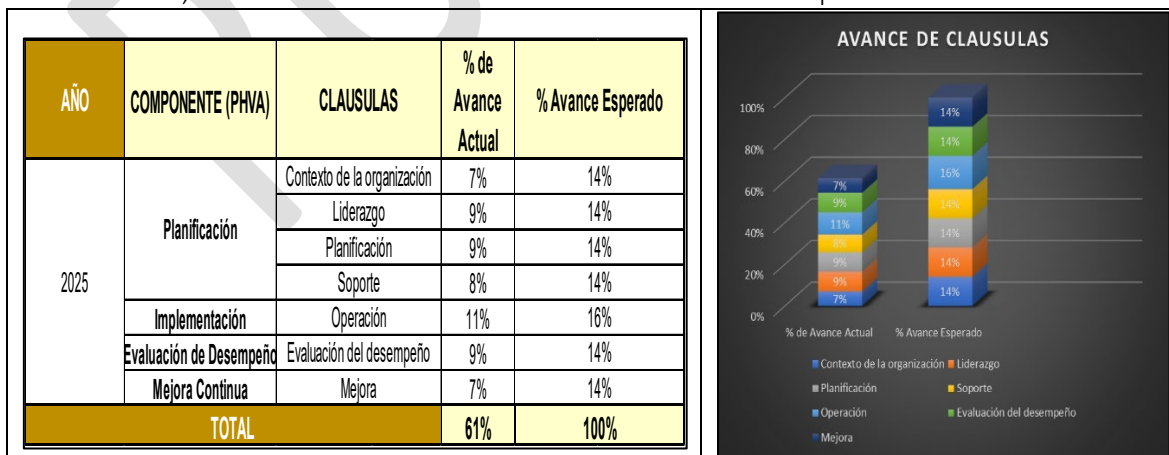 AÑO COMPONENTE (PHVA) CLAUSULAS % de Avance Actual % Avance Esperado
2025 Planificación Contexto de la organización 7% 14%
Liderazgo 9% 14%
Planificación 9% 14%
Soporte 8% 14%
Implementación Operación 11% 16%
Evaluación de Desempeño Evaluación del desempeño 9% 14%
Mejora Continua Mejora 7% 14%
TOTAL 61% 100%
AVANCE DE CLAUSULAS
100%
80%
60%
40%
20%
0%
7%
9%
11%
8%
9%
9%
7%
14%
14%
16%
14%
14%
14%
14%
% de Avance Actual % Avance Esperado
Contexto de la organización Liderazgo
Planificación Soporte
Operación Evaluación del desempeño
Mejora